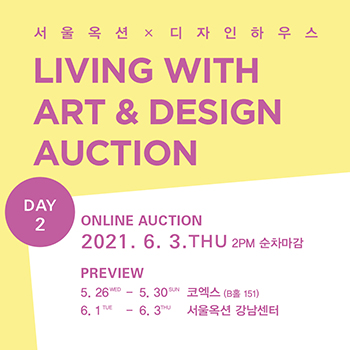 서울옥션 × 디자인하우스
LIVING WITH
ART & DESIGN
AUCTION
DAY
2
ONLINE AUCTION
2021. 6. 3.THU 2PM 순차마감
PREVIEW
5. 26WED – 5. 30SUN 코엑스 (B홀 151)
6. 1TUE – 6. 3THU 서울옥션 강남센터